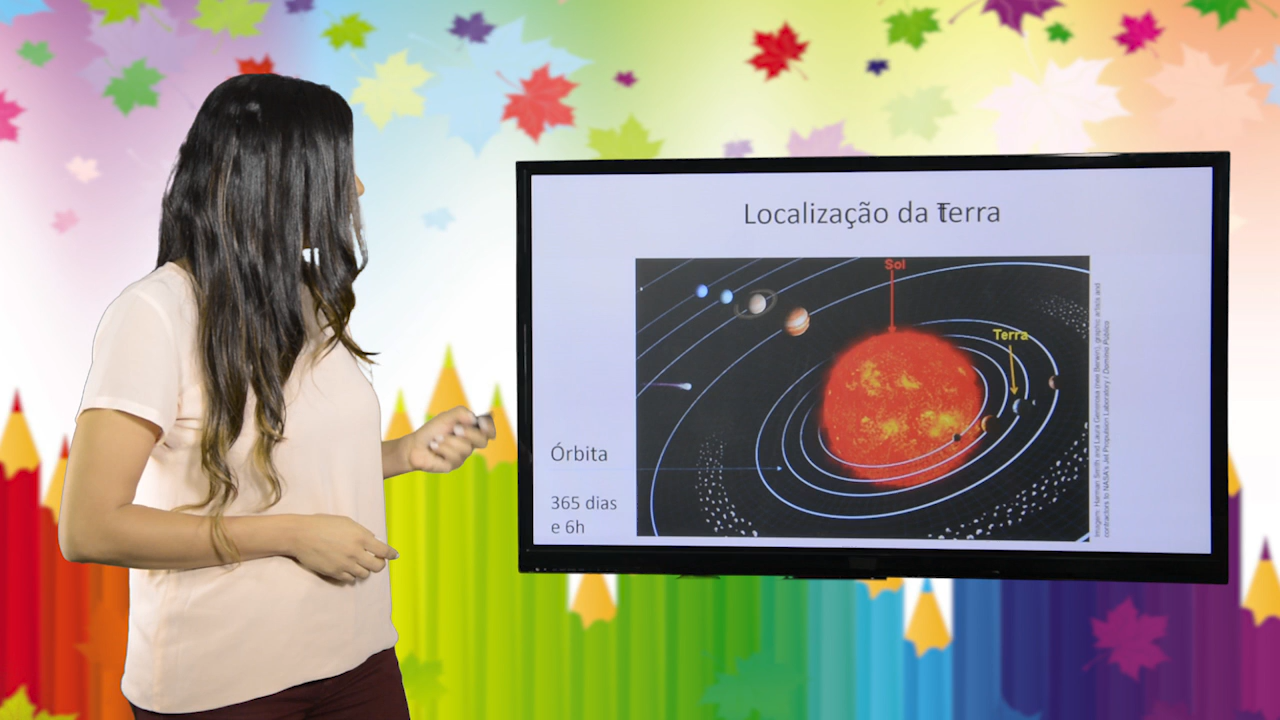 Localização da Terra
Sol
Terra
Órbita
365 dias
e 6h